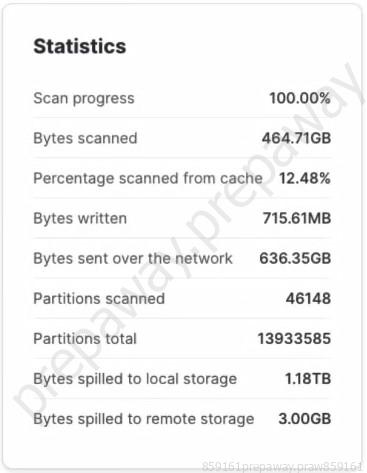 Statistics
Scan progress 100.00%
Bytes scanned 464.71GB
Percentage scanned from cache 12.48%
Bytes written 715.61MB
Bytes sent over the network 636.35GB
Partitions scanned 46148
Partitions total 13933585
Bytes spilled to local storage 1.18TB
Bytes spilled to remote storage 3.00GB
prepaway.prepaway
859161prepaway.praw859161